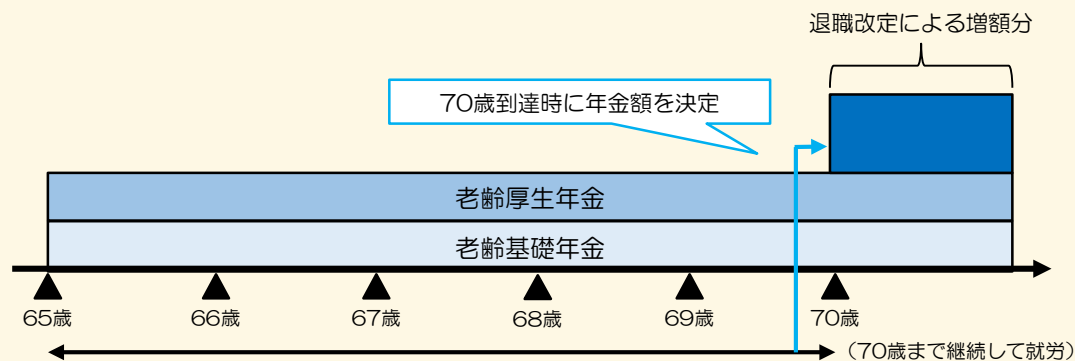 退職改定による増額分
70歳到達時に年金額を決定
老齢厚生年金
老齢基礎年金
65歳
66歳
67歳
68歳
69歳
70歳
(70歳まで継続して就労)